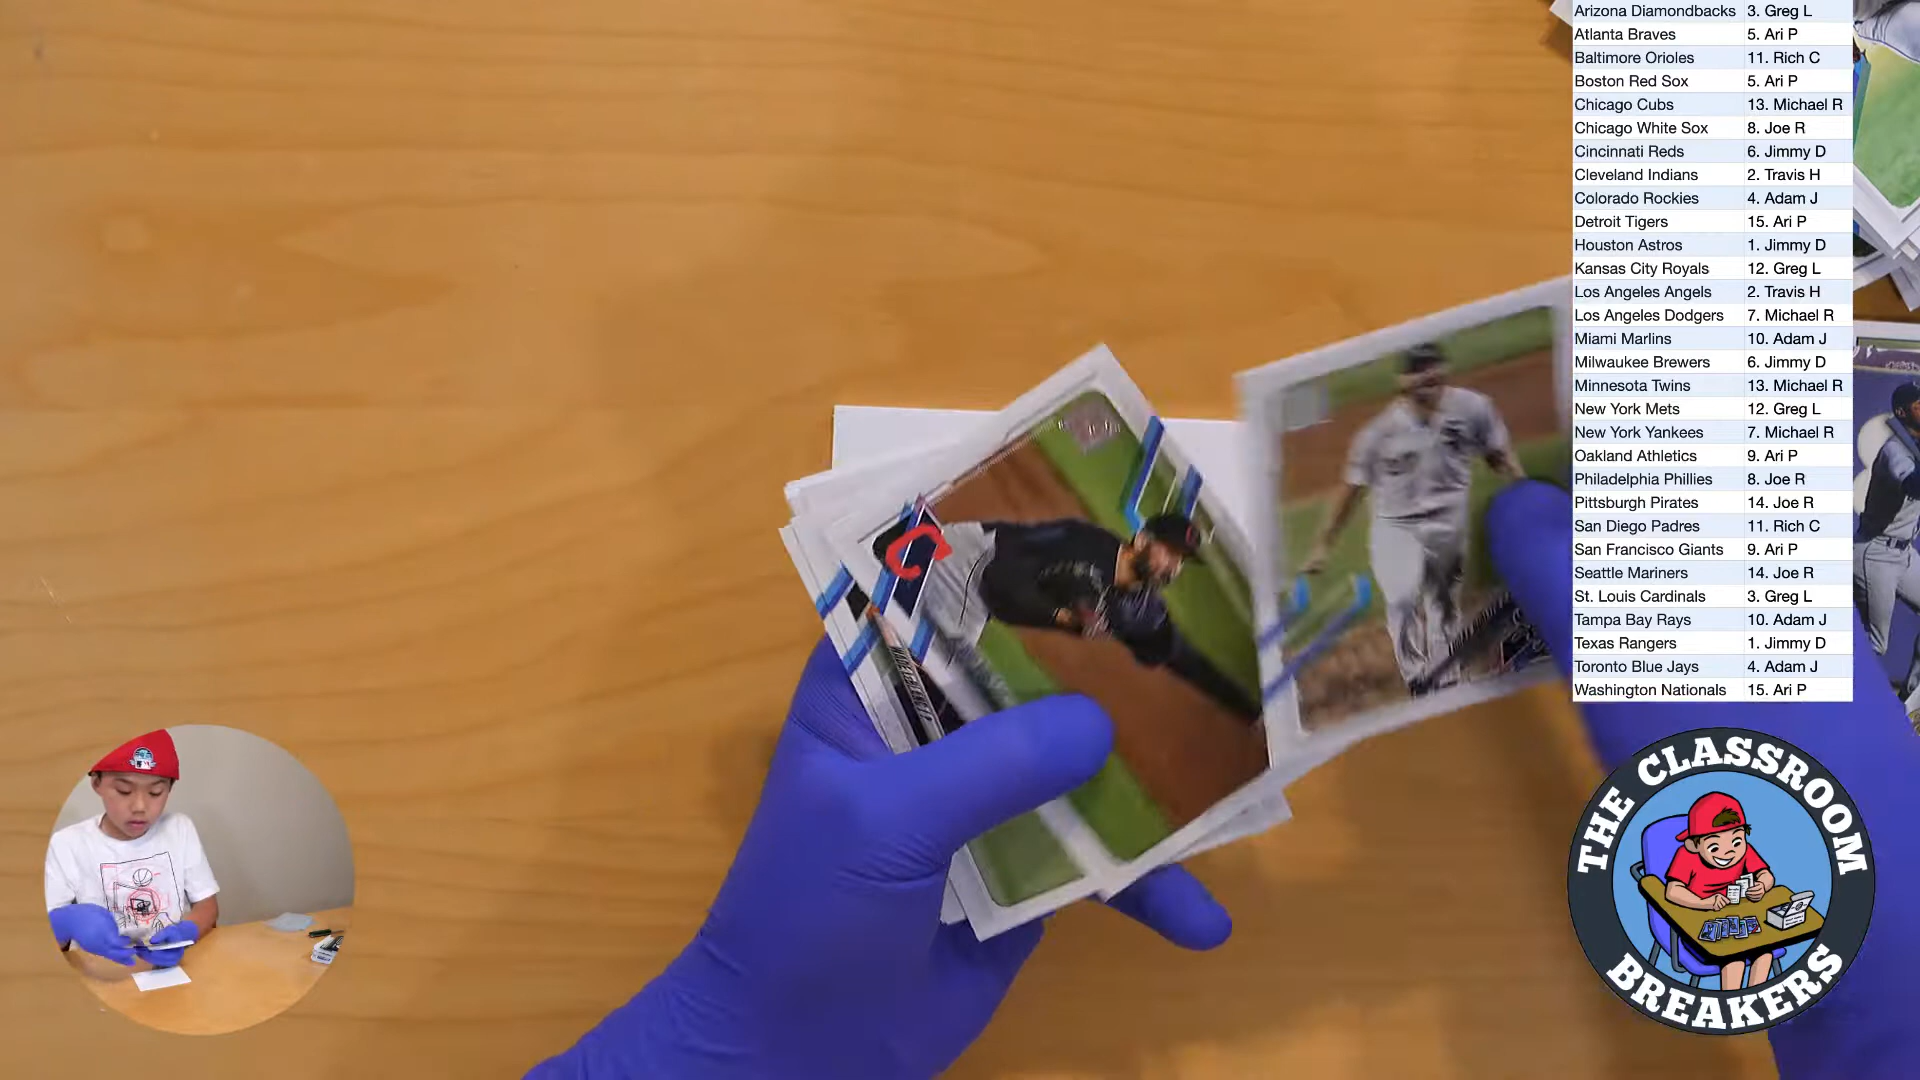 Arizona Diamondbacks 3. Greg L
Atlanta Braves 5. Ari P
Baltimore Orioles 11. Rich C
Boston Red Sox 5. Ari P
Chicago Cubs 13. Michael R
Chicago White Sox 8. Joe R
Cincinnati Reds 6. Jimmy D
Cleveland Indians 2. Travis H
Colorado Rockies 4. Adam J
Detroit Tigers 15. Ari P
Houston Astros 1. Jimmy D
Kansas City Royals 12. Greg L
Los Angeles Angels 2. Travis H
Los Angeles Dodgers 7. Michael R
Miami Marlins 10. Adam J
Milwaukee Brewers 6. Jimmy D
Minnesota Twins 13. Michael R
New York Mets 12. Greg L
New York Yankees 7. Michael R
Oakland Athletics 9. Ari P
Philadelphia Phillies 8. Joe R
Pittsburgh Pirates 14. Joe R
San Diego Padres 11. Rich C
San Francisco Giants 9. Ari P
Seattle Mariners 14. Joe R
St. Louis Cardinals 3. Greg L
Tampa Bay Rays 10. Adam J
Texas Rangers 1. Jimmy D
Toronto Blue Jays 4. Adam J
Washington Nationals 15. Ari P
C
THE CLASSROOM
BREAKERS